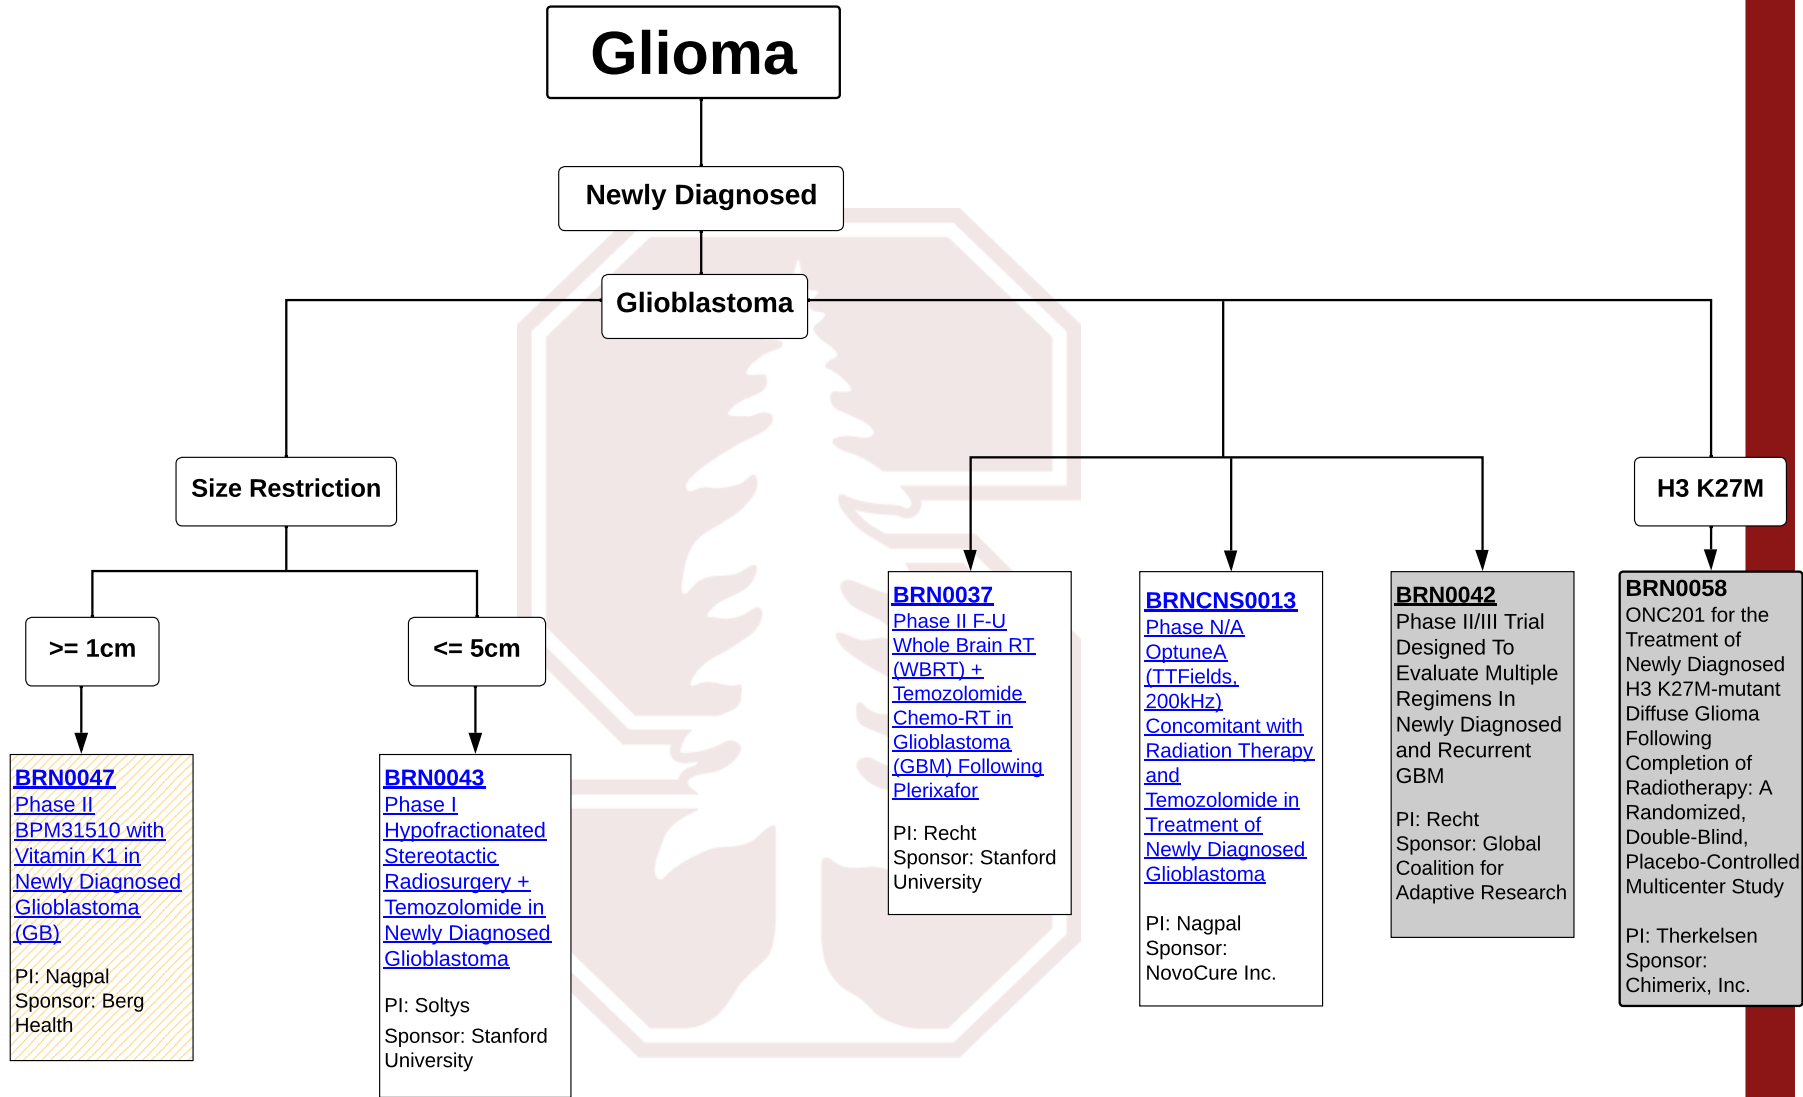 Glioma
Newly Diagnosed
Glioblastoma
Size Restriction
H3 K27M
>= 1cm
<= 5cm
BRN0047
Phase II
BPM31510 with
Vitamin K1 in
Newly Diagnosed
Glioblastoma
(GB)
PI: Nagpal
Sponsor: Berg
Health
BRN0043
Phase I
Hypofractionated
Stereotactic
Radiosurgery +
Temozolomide in
Newly Diagnosed
Glioblastoma
PI: Soltys
Sponsor: Stanford
University
BRN0037
Phase II F-U
Whole Brain RT
(WBRT) +
Temozolomide
Chemo-RT in
Glioblastoma
(GBM) Following
Plerixafor
PI: Recht
Sponsor: Stanford
University
BRNCNS0013
Phase N/A
OptuneA
(TTFields,
200kHz)
Concomitant with
Radiation Therapy
and
Temozolomide in
Treatment of
Newly Diagnosed
Glioblastoma
PI: Nagpal
Sponsor:
NovoCure Inc.
BRN0042
Phase II/III Trial
Designed To
Evaluate Multiple
Regimens In
Newly Diagnosed
and Recurrent
GBM
PI: Recht
Sponsor: Global
Coalition for
Adaptive Research
BRN0058
ONC201 for the
Treatment of
Newly Diagnosed
H3 K27M-mutant
Diffuse Glioma
Following
Completion of
Radiotherapy: A
Randomized,
Double-Blind,
Placebo-Controlled
Multicenter Study
PI: Therkelsen
Sponsor:
Chimerix, Inc.